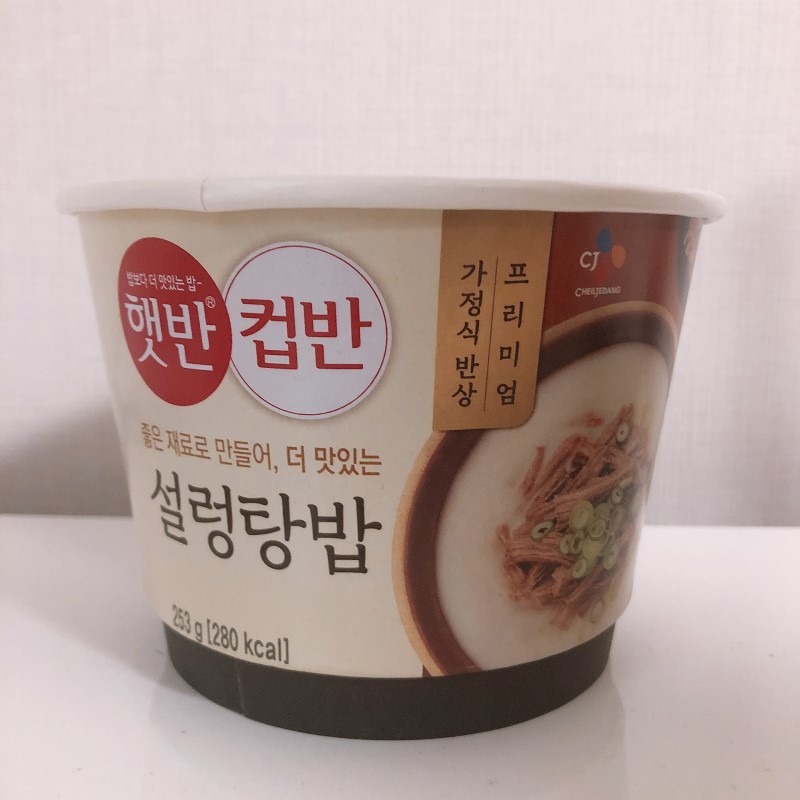 밥보다 더 맛있는 밥-
햇반®
컵반
프리미엄
가정식 반상
CJ
CHEILJEDANG
좋은 재료로 만들어, 더 맛있는
설렁탕밥
253 g [280 kcal]